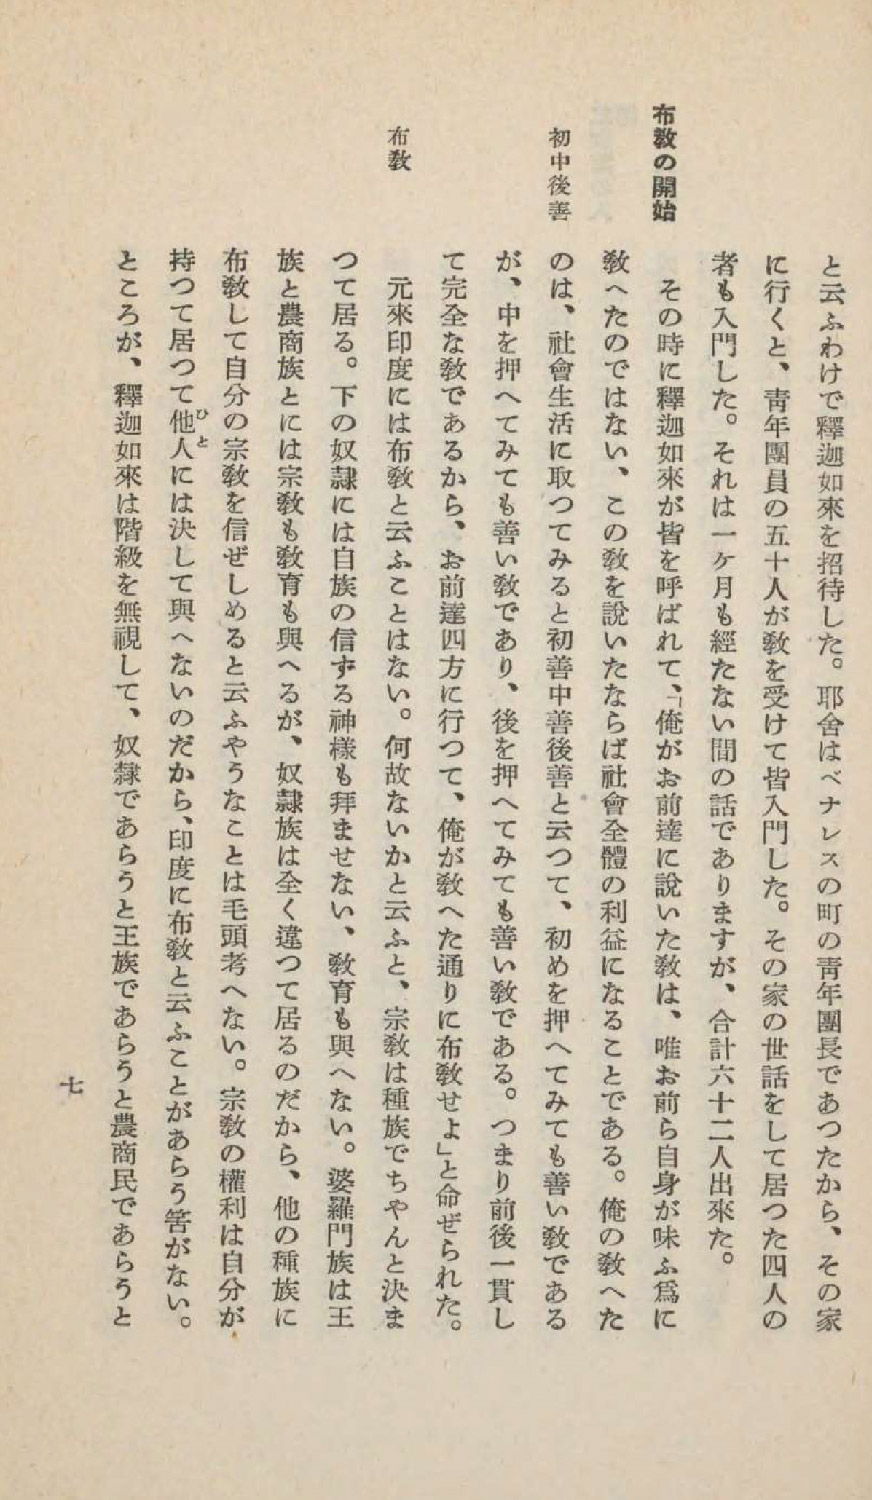 と云ふわけで釋迦如來を招待した。耶舍はベナレスの町の青年團長であつたから、その家
に行くと、青年團員の五十人が敎を受けて皆入門した。その家の世話をして居つた四人の
者も入門した。それは一ケ月も經たない間の話でありますが、合計六十二人出來た。
布敎の開始
その時に釋迦如來が皆を呼ばれて、「俺がお前達に說いた敎は、唯お前ら自身が味ふ爲に
敎へたのではない、この敎を說いたならば社會全體の利益になることである。俺の敎へた
初中後善
のは、社會生活に取つてみると初善中善後善と云つて、初めを押へてみても善い敎である
が、中を押へてみても善い敎であり、後を押へてみても善い敎である。つまり前後一貫し
て完全な敎であるから、お前達四方に行つて、俺が敎へた通りに布敎せよ」と命ぜられた。
布敎
元來印度には布敎と云ふことはない。何故ないかと云ふと、宗敎は種族でちやんと決ま
つて居る。下の奴隷には自族の信ずる神樣も拜ませない、敎育も與へない。婆羅門族は王
族と農商族とには宗敎も敎育も與へるが、奴隷族は全く違つて居るのだから、他の種族に
布敎して自分の宗敎を信ぜしめると云ふやうなことは毛頭考へない。宗敎の權利は自分が
持つて居つて他人ひとには決して與へないのだから、印度に布敎と云ふことがあらう筈がない。
ところが、釋迦如來は階級を無視して、奴隷であらうと王族であらうと農商民であらうと
七